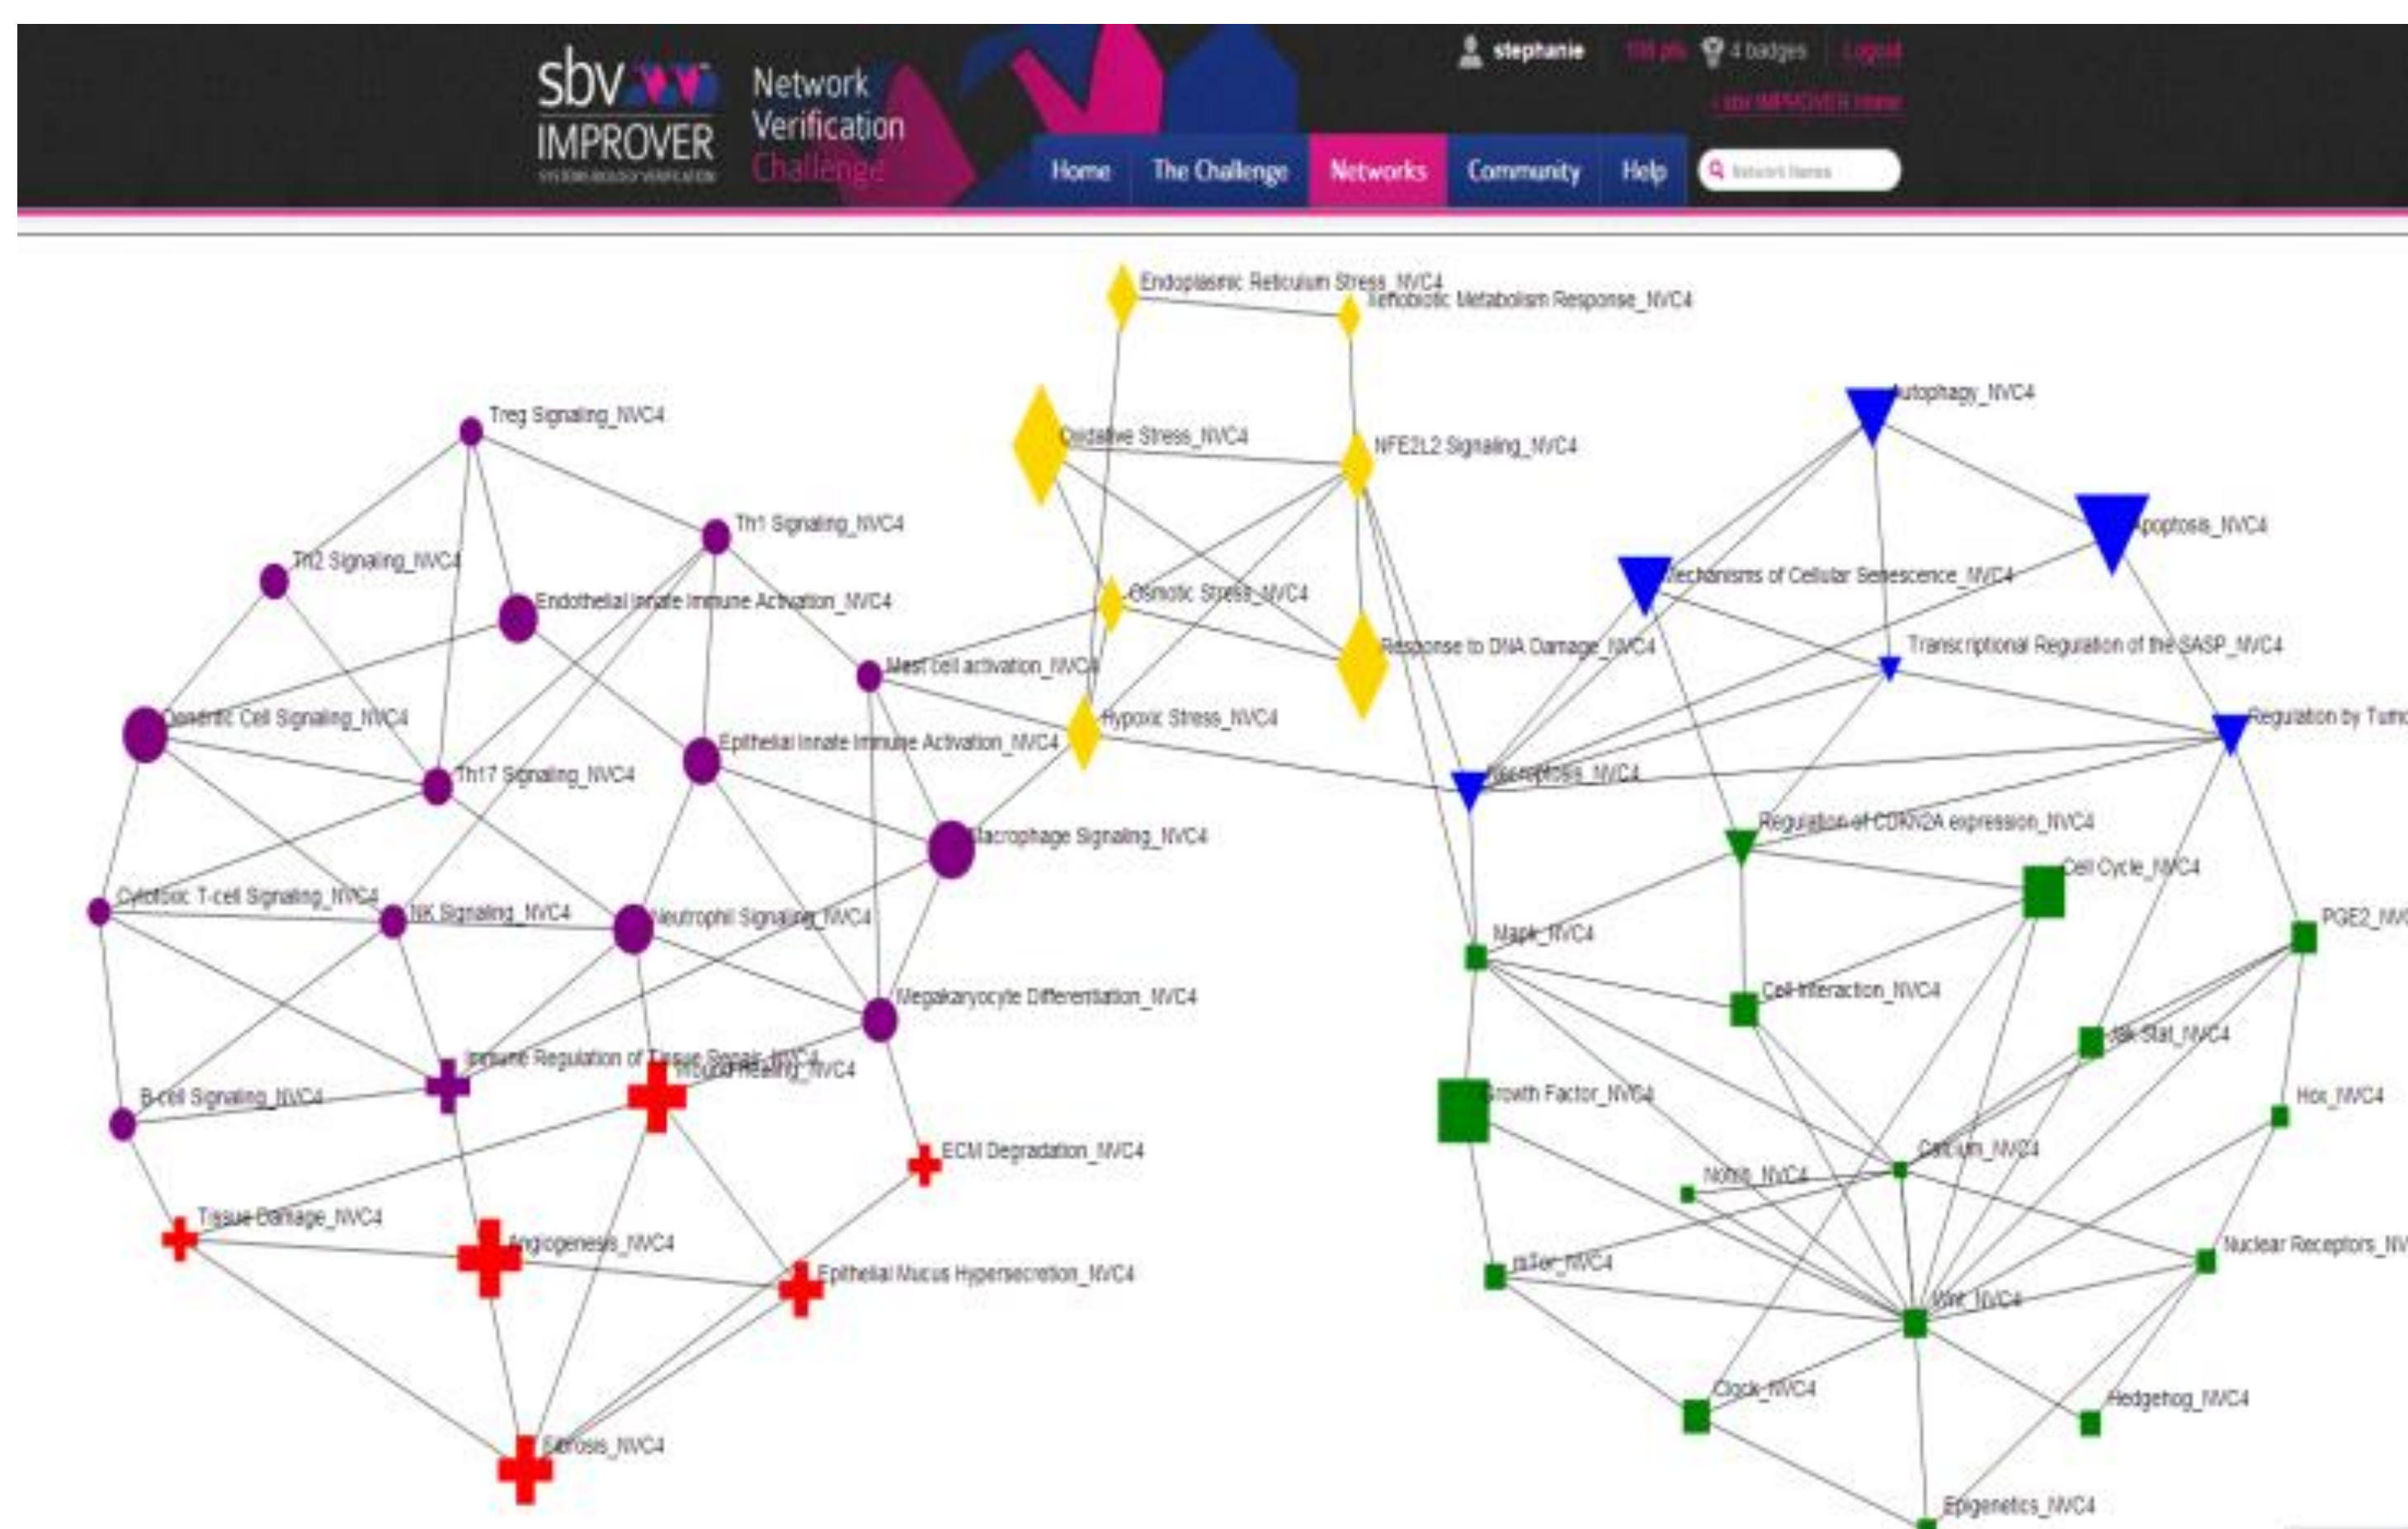 sbv
IMPROVER
Network
Verification
Challenge
stephanie
4 badges
Logout
Home
The Challenge
Networks
Community
Help
Endoplasmic Reticulum Stress_NVC4
Xenobiotic Metabolism Response_NVC4
Autophagy_NVC4
Treg Signaling_NVC4
Oxidative Stress_NVC4
NFE2L2 Signaling_NVC4
Th1 Signaling_NVC4
Apoptosis_NVC4
Th2 Signaling_NVC4
Mechanisms of Cellular Senescence_NVC4
Endothelial Innate Immune Activation_NVC4
Osmotic Stress_NVC4
Response to DNA Damage_NVC4
Transcriptional Regulation of the SASP_NVC4
Mast cell activation_NVC4
Dendritic Cell Signaling_NVC4
Hypoxic Stress_NVC4
Regulation by Tumo
Epithelial Innate Immune Activation_NVC4
Th17 Signaling_NVC4
Necroptosis_NVC4
Regulation of CDKN2A expression_NVC4
Macrophage Signaling_NVC4
Cell Cycle_NVC4
Cytotoxic T-cell Signaling_NVC4
NK Signaling_NVC4
Neutrophil Signaling_NVC4
PGE2_NVC
Mapk_NVC4
Megakaryocyte Differentiation_NVC4
Cell Interaction_NVC4
Jak Stat_NVC4
Immune Regulation of Tissue Repair_NVC4
Wound Healing_NVC4
B-cell Signaling_NVC4
Growth Factor_NVC4
Hox_NVC4
ECM Degradation_NVC4
Calcium_NVC4
Notch_NVC4
Tissue Damage_NVC4
Angiogenesis_NVC4
Nuclear Receptors_NV
Epithelial Mucus Hypersecretion_NVC4
mTor_NVC4
Wnt_NVC4
Clock_NVC4
Hedgehog_NVC4
Fibrosis_NVC4
Epigenetics_NVC4